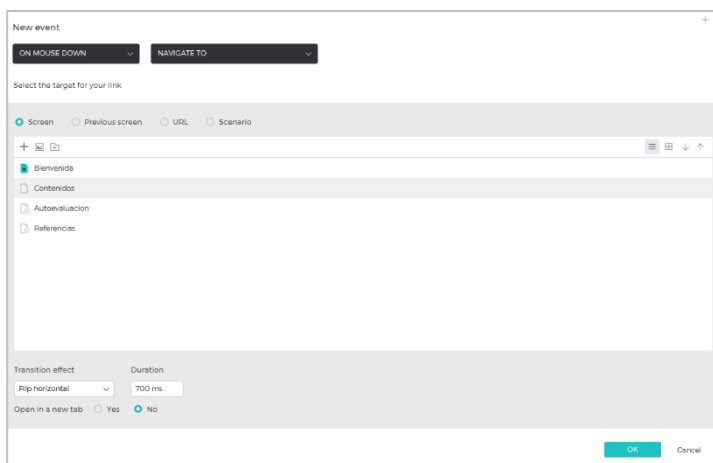 New event
ON MOUSE DOWN NAVIGATE TO
Select the target for your link
Screen Previous screen URL Scenario
Bienvenida
Contenidos
Autoevaluacion
Referencias
Transition effect Duration
Flip horizontal 700 ms
Open in a new tab Yes No
OK Cancel